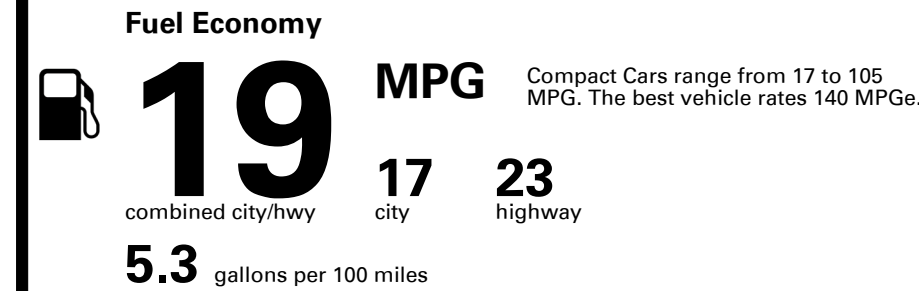 Fuel Economy
19 MPG
Compact Cars range from 17 to 105
MPG. The best vehicle rates 140 MPGe.
combined city/hwy
17
city
23
highway
5.3 gallons per 100 miles